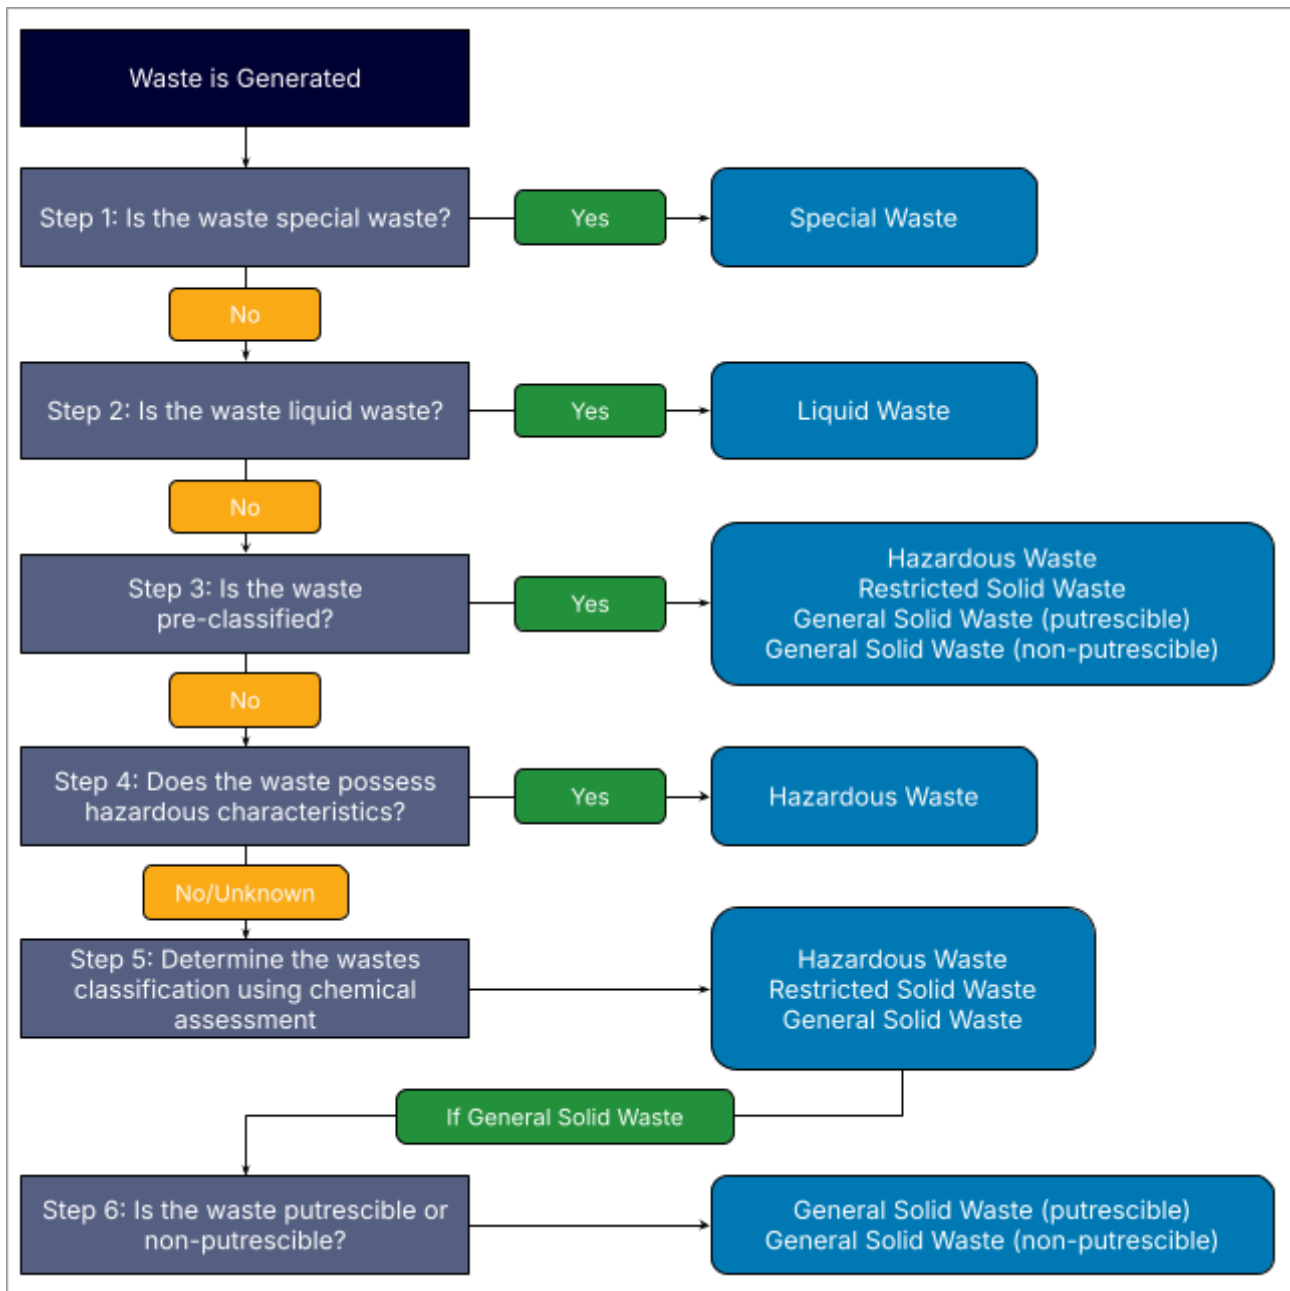 Waste is Generated
Step 1: Is the waste special waste?
Yes
Special Waste
No
Step 2: Is the waste liquid waste?
Yes
Liquid Waste
No
Step 3: Is the waste
pre-classified?
Yes
Hazardous Waste
Restricted Solid Waste
General Solid Waste (putrescible)
General Solid Waste (non-putrescible)
No
Step 4: Does the waste possess
hazardous characteristics?
Yes
Hazardous Waste
No/Unknown
Step 5: Determine the wastes
classification using chemical
assessment
Hazardous Waste
Restricted Solid Waste
General Solid Waste
If General Solid Waste
Step 6: Is the waste putrescible or
non-putrescible?
General Solid Waste (putrescible)
General Solid Waste (non-putrescible)